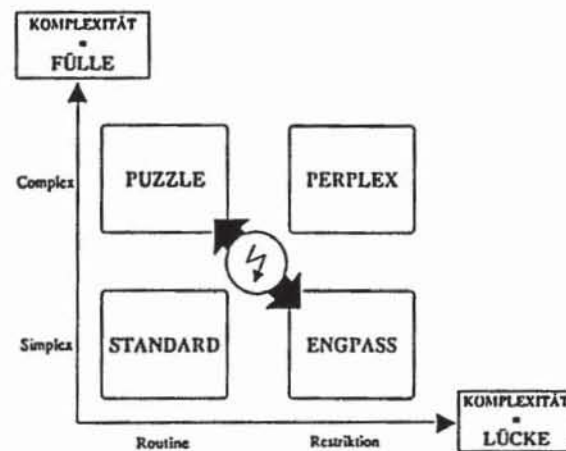 KOMPLEXITÄT
=
FÜLLE
Complex
PUZZLE
PERPLEX
Simplex
STANDARD
ENGPASS
Routine
Restriktion
KOMPLEXITÄT
=
LÜCKE